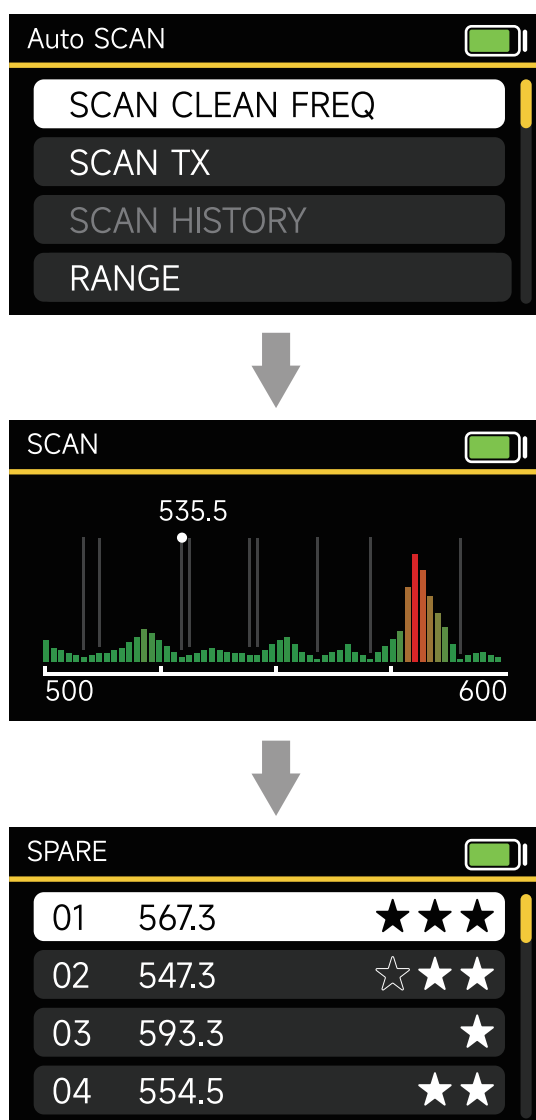 Auto SCAN
SCAN CLEAN FREQ
SCAN TX
SCAN HISTORY
RANGE
SCAN
535.5
500 600
SPARE
01 567.3 ★★★
02 547.3 ☆★★
03 593.3 ★
04 554.5 ★★